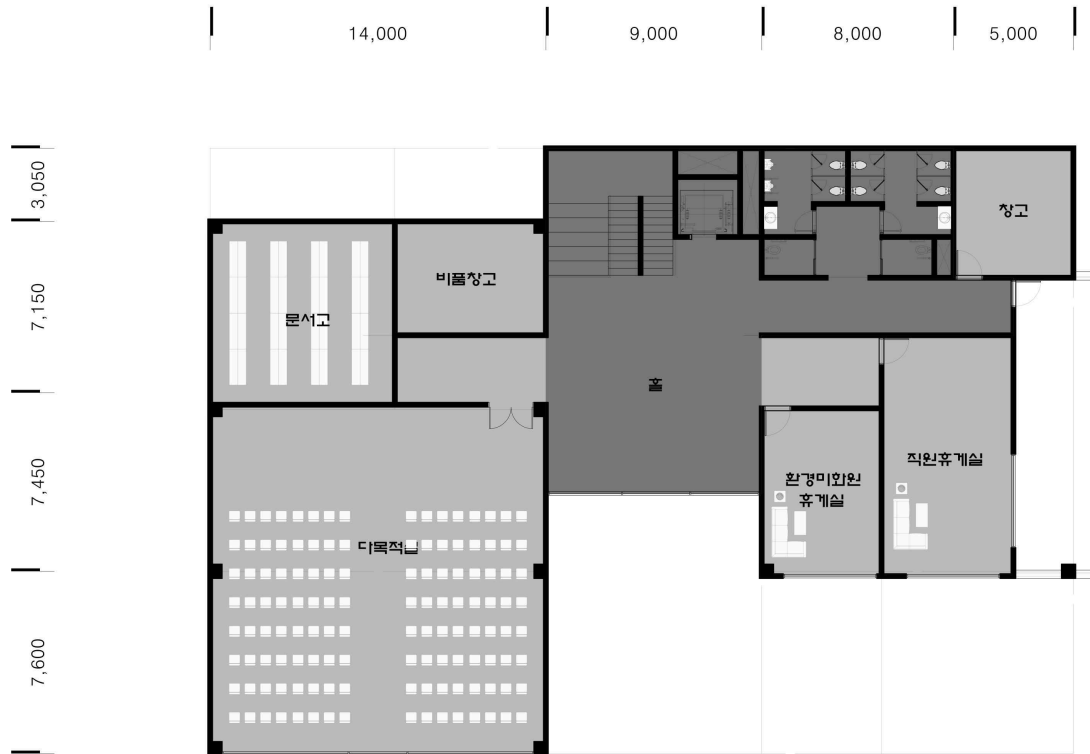 14,000
9,000
8,000
5,000
3,050
7,150
7,450
7,600
창고
비품창고
문서고
홀
직원휴게실
환경미화원
휴게실
다목적실